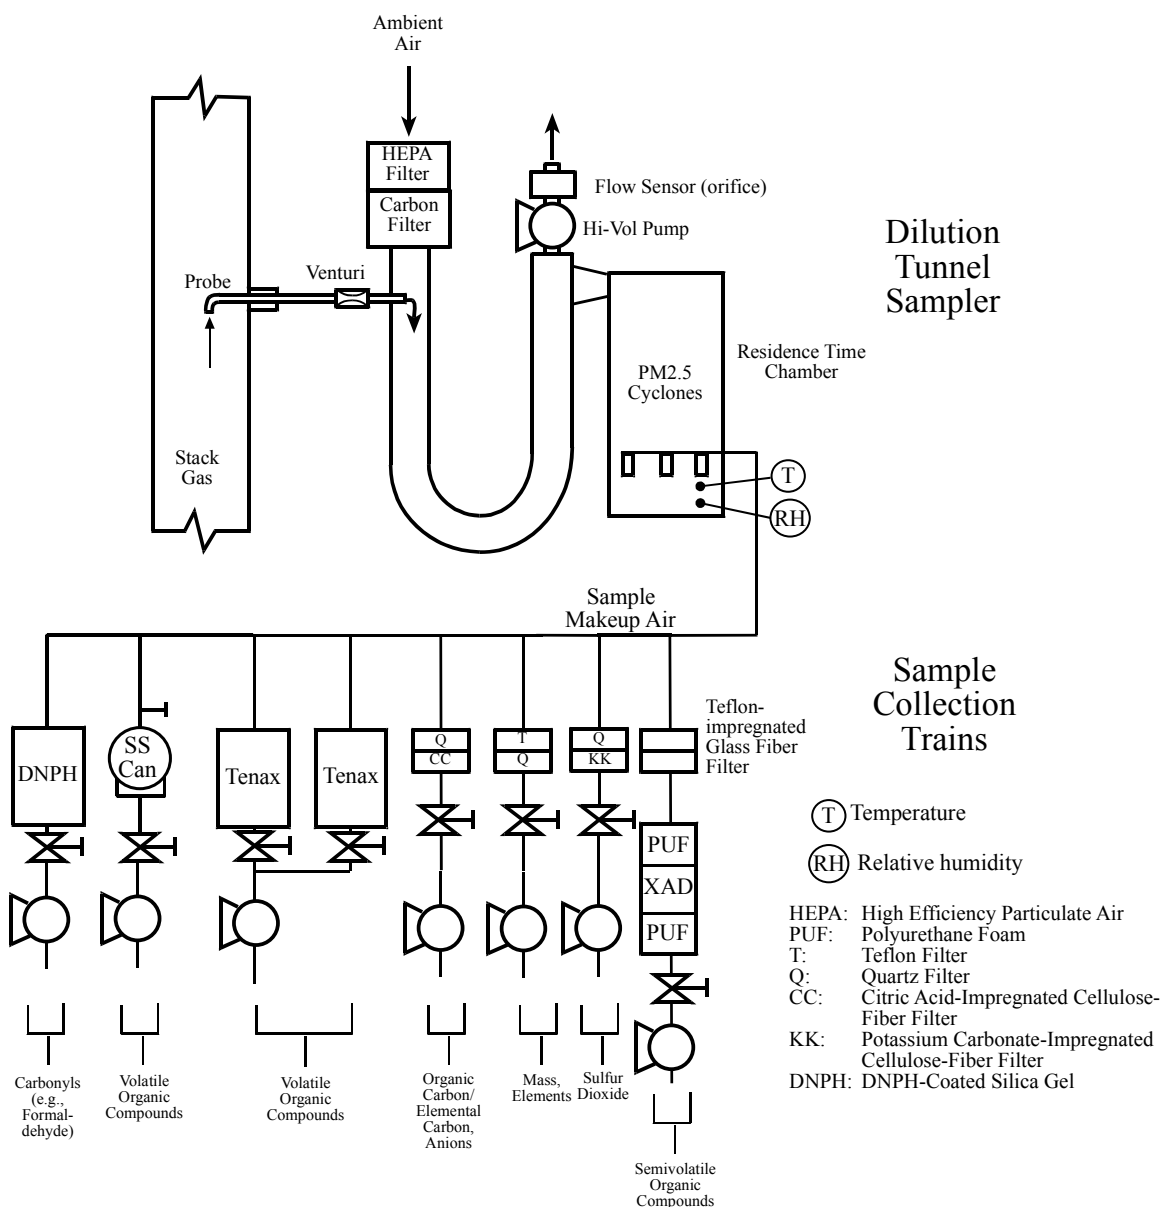 Ambient
Air
HEPA
Filter
Carbon
Filter
Flow Sensor (orifice)
Hi-Vol Pump
Dilution
Tunnel
Sampler
Probe
Venturi
Residence Time
Chamber
PM2.5
Cyclones
Stack
Gas
T
RH
Sample
Makeup Air
Sample
Collection
Trains
Teflon-
impregnated
Glass Fiber
Filter
DNPH
SS
Can
Tenax
Tenax
Q
CC
T
Q
Q
KK
PUF
XAD
PUF
T Temperature
RH Relative humidity
HEPA: High Efficiency Particulate Air
PUF: Polyurethane Foam
T: Teflon Filter
Q: Quartz Filter
CC: Citric Acid-Impregnated Cellulose-
Fiber Filter
KK: Potassium Carbonate-Impregnated
Cellulose-Fiber Filter
DNPH: DNPH-Coated Silica Gel
Carbonyls
(e.g.,
Formal-
dehyde)
Volatile
Organic
Compounds
Volatile
Organic
Compounds
Organic
Carbon/
Elemental
Carbon,
Anions
Mass,
Elements
Sulfur
Dioxide
Semivolatile
Organic
Compounds